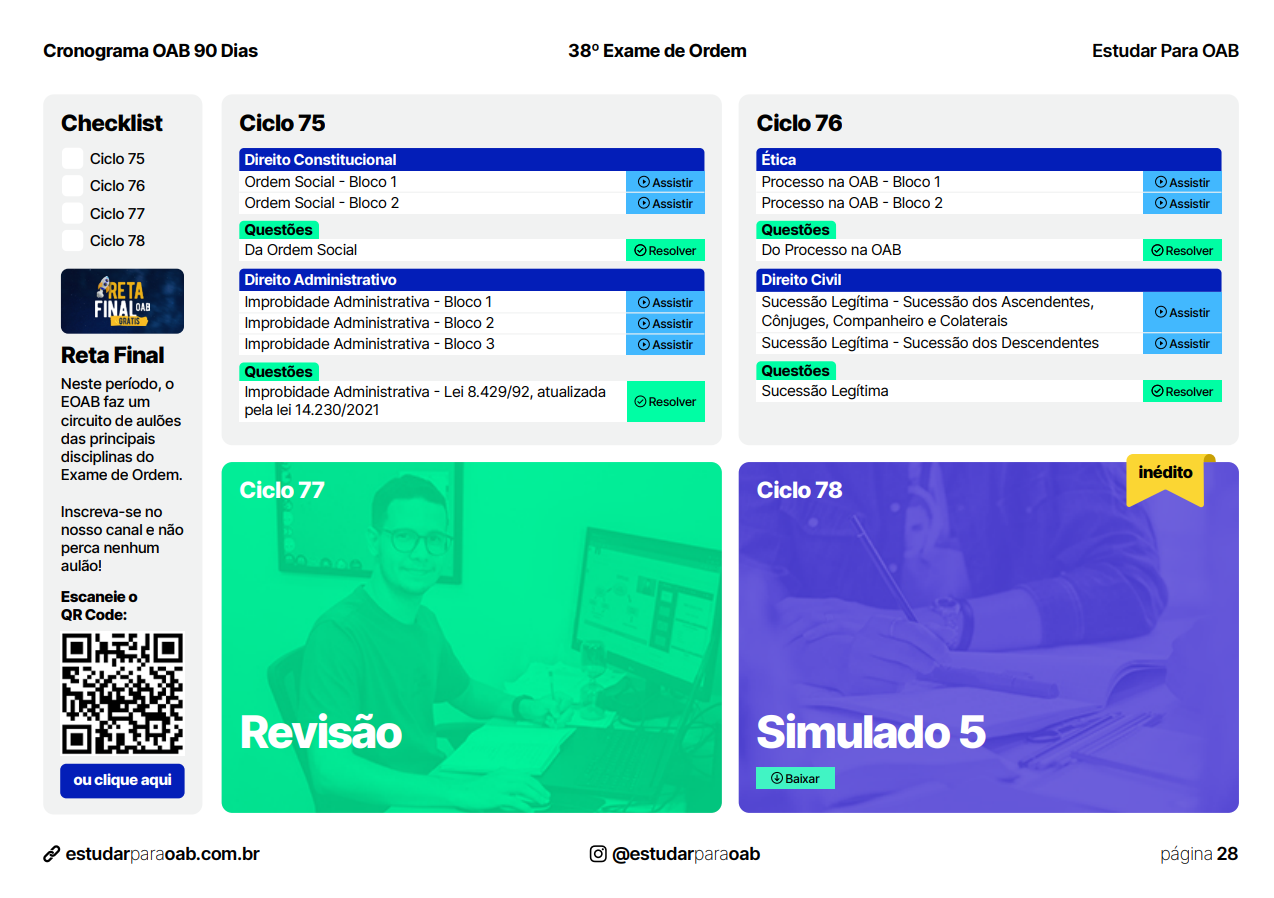 Cronograma OAB 90 Dias
38º Exame de Ordem
Estudar Para OAB
Checklist
Ciclo 75
Ciclo 76
Ciclo 77
Ciclo 78
RETA
FINAL OAB
GRÁTIS
Reta Final
Neste período, o
EOAB faz um
circuito de aulões
das principais
disciplinas do
Exame de Ordem.
Inscreva-se no
nosso canal e não
perca nenhum
aulão!
Escaneie o
QR Code:
ou clique aqui
Ciclo 75
Direito Constitucional
Ordem Social - Bloco 1 Assistir
Ordem Social - Bloco 2 Assistir
Questões
Da Ordem Social Resolver
Direito Administrativo
Improbidade Administrativa - Bloco 1 Assistir
Improbidade Administrativa - Bloco 2 Assistir
Improbidade Administrativa - Bloco 3 Assistir
Questões
Improbidade Administrativa - Lei 8.429/92, atualizada
pela lei 14.230/2021 Resolver
Ciclo 76
Ética
Processo na OAB - Bloco 1 Assistir
Processo na OAB - Bloco 2 Assistir
Questões
Do Processo na OAB Resolver
Direito Civil
Sucessão Legítima - Sucessão dos Ascendentes,
Cônjuges, Companheiro e Colaterais Assistir
Sucessão Legítima - Sucessão dos Descendentes Assistir
Questões
Sucessão Legítima Resolver
Ciclo 77
Revisão
Ciclo 78
inédito
Simulado 5
Baixar
estudarparaoab.com.br
@estudarparaoab
página 28